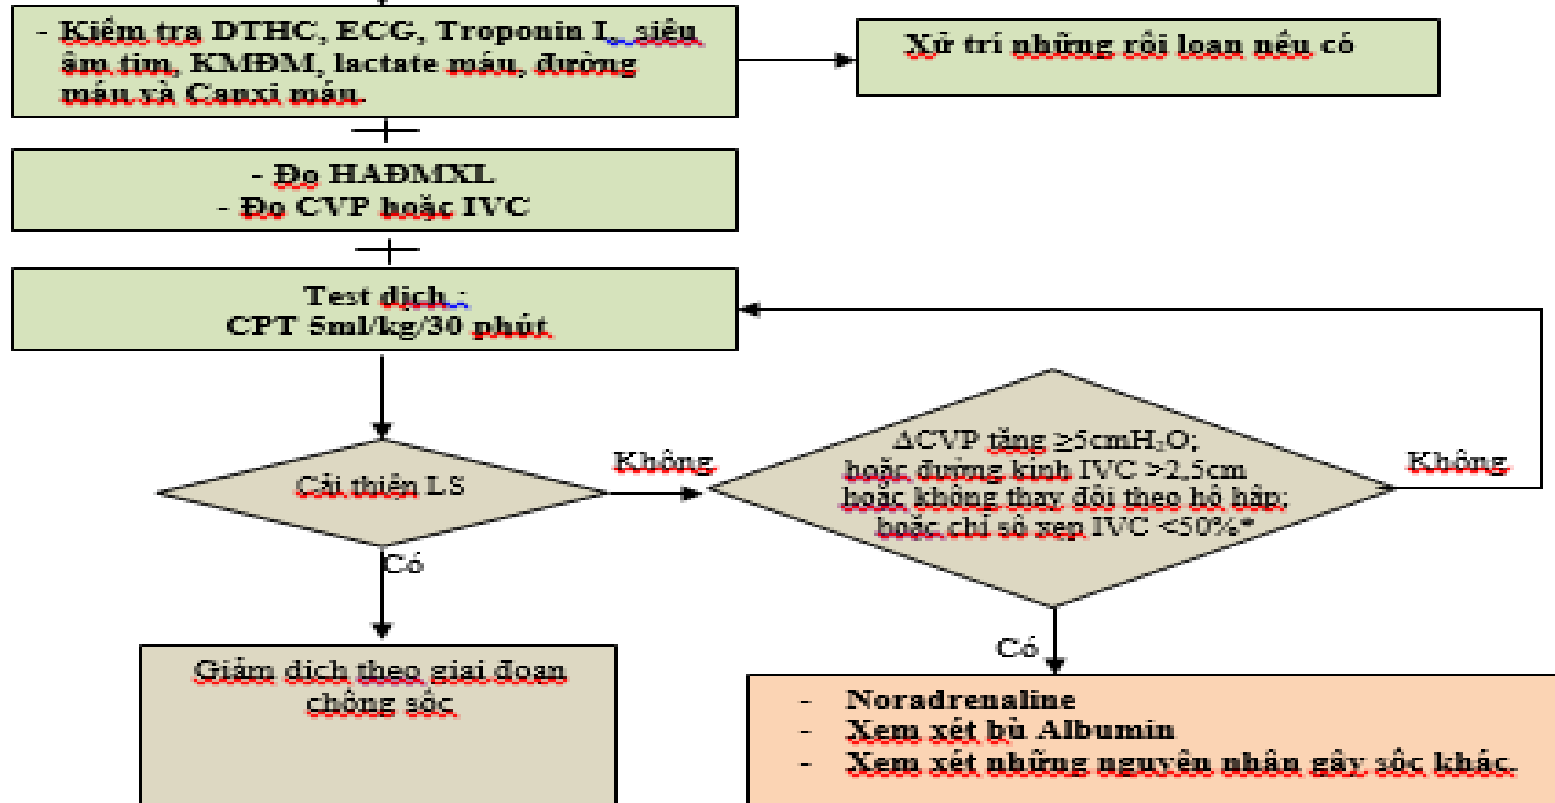 - Kiểm tra DTHC, ECG, Troponin I, siêu
âm tim, KMĐM, lactate máu, đường
máu và Canxi máu.
Xử trí những rối loạn nếu có
- Đo HAĐMXL
- Đo CVP hoặc IVC
Test dịch :
CPT 5ml/kg/30 phút
Cải thiện LS
Không
ΔCVP tăng ≥5cmH₂O;
hoặc đường kính IVC >2,5cm
hoặc không thay đổi theo hô hấp;
hoặc chỉ số xẹp IVC <50%*
Không
Có
Có
Giảm dịch theo giai đoạn
chống sốc
- Noradrenaline
- Xem xét bù Albumin
- Xem xét những nguyên nhân gây sốc khác.